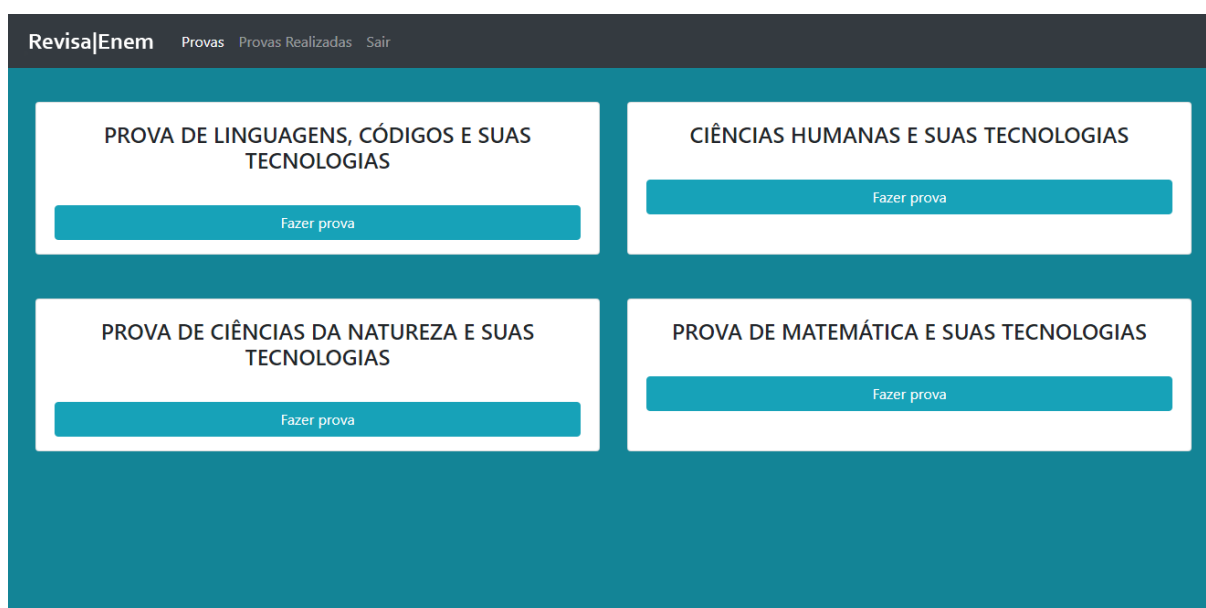 Revisa|Enem Provas Provas Realizadas Sair
PROVA DE LINGUAGENS, CÓDIGOS E SUAS
TECNOLOGIAS
Fazer prova
CIÊNCIAS HUMANAS E SUAS TECNOLOGIAS
Fazer prova
PROVA DE CIÊNCIAS DA NATUREZA E SUAS
TECNOLOGIAS
Fazer prova
PROVA DE MATEMÁTICA E SUAS TECNOLOGIAS
Fazer prova